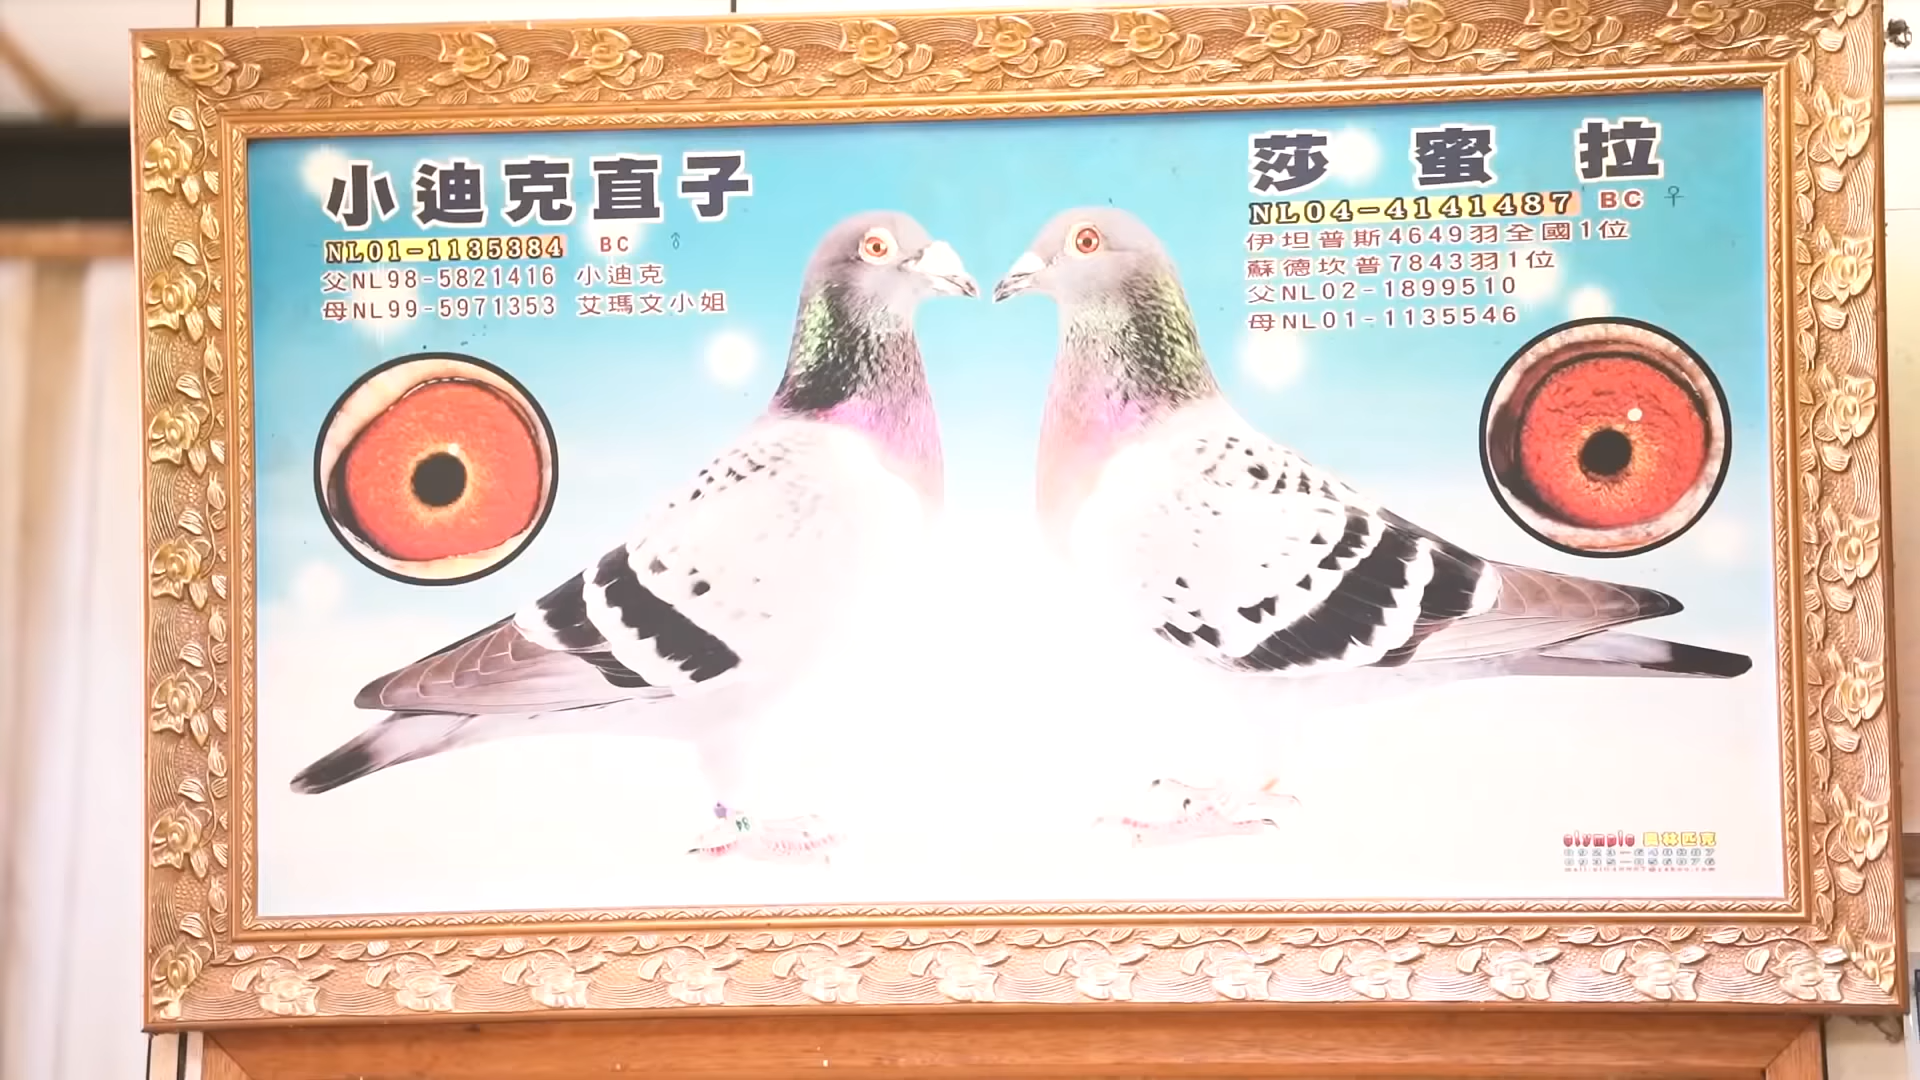 小迪克直子
NL01-1135384 BC ♂
父NL98-5821416 小迪克
母NL99-5971353 艾瑪文小姐
莎蜜拉
NL04-4141487 BC ♀
伊坦普斯4649羽全國1位
蘇德坎普7843羽1位
父NL02-1899510
母NL01-1135546
olympic 員林匹克